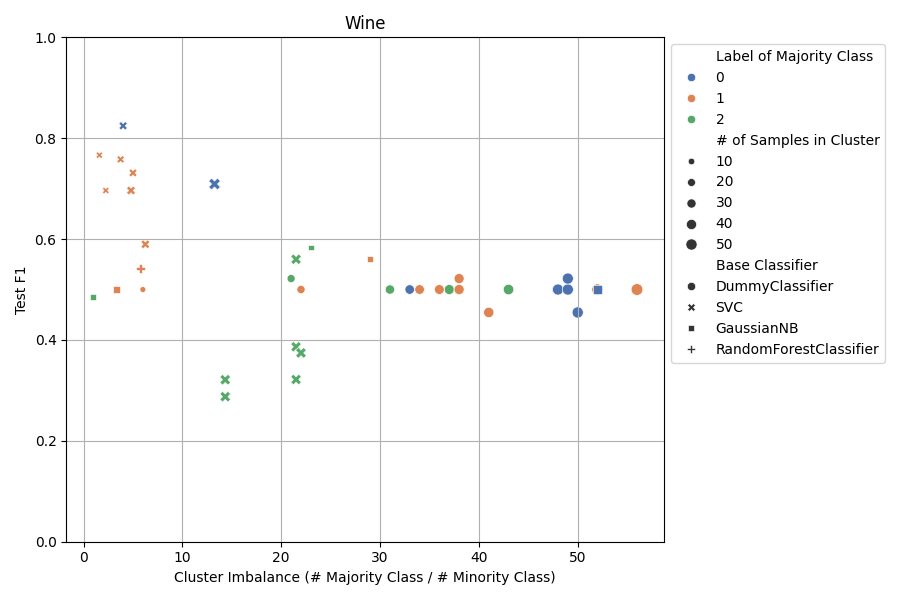 Wine
1.0
0.8
0.6
0.4
0.2
0.0
Test F1
0 10 20 30 40 50
Cluster Imbalance (# Majority Class / # Minority Class)
Label of Majority Class
0
1
2
# of Samples in Cluster
10
20
30
40
50
Base Classifier
DummyClassifier
SVC
GaussianNB
RandomForestClassifier